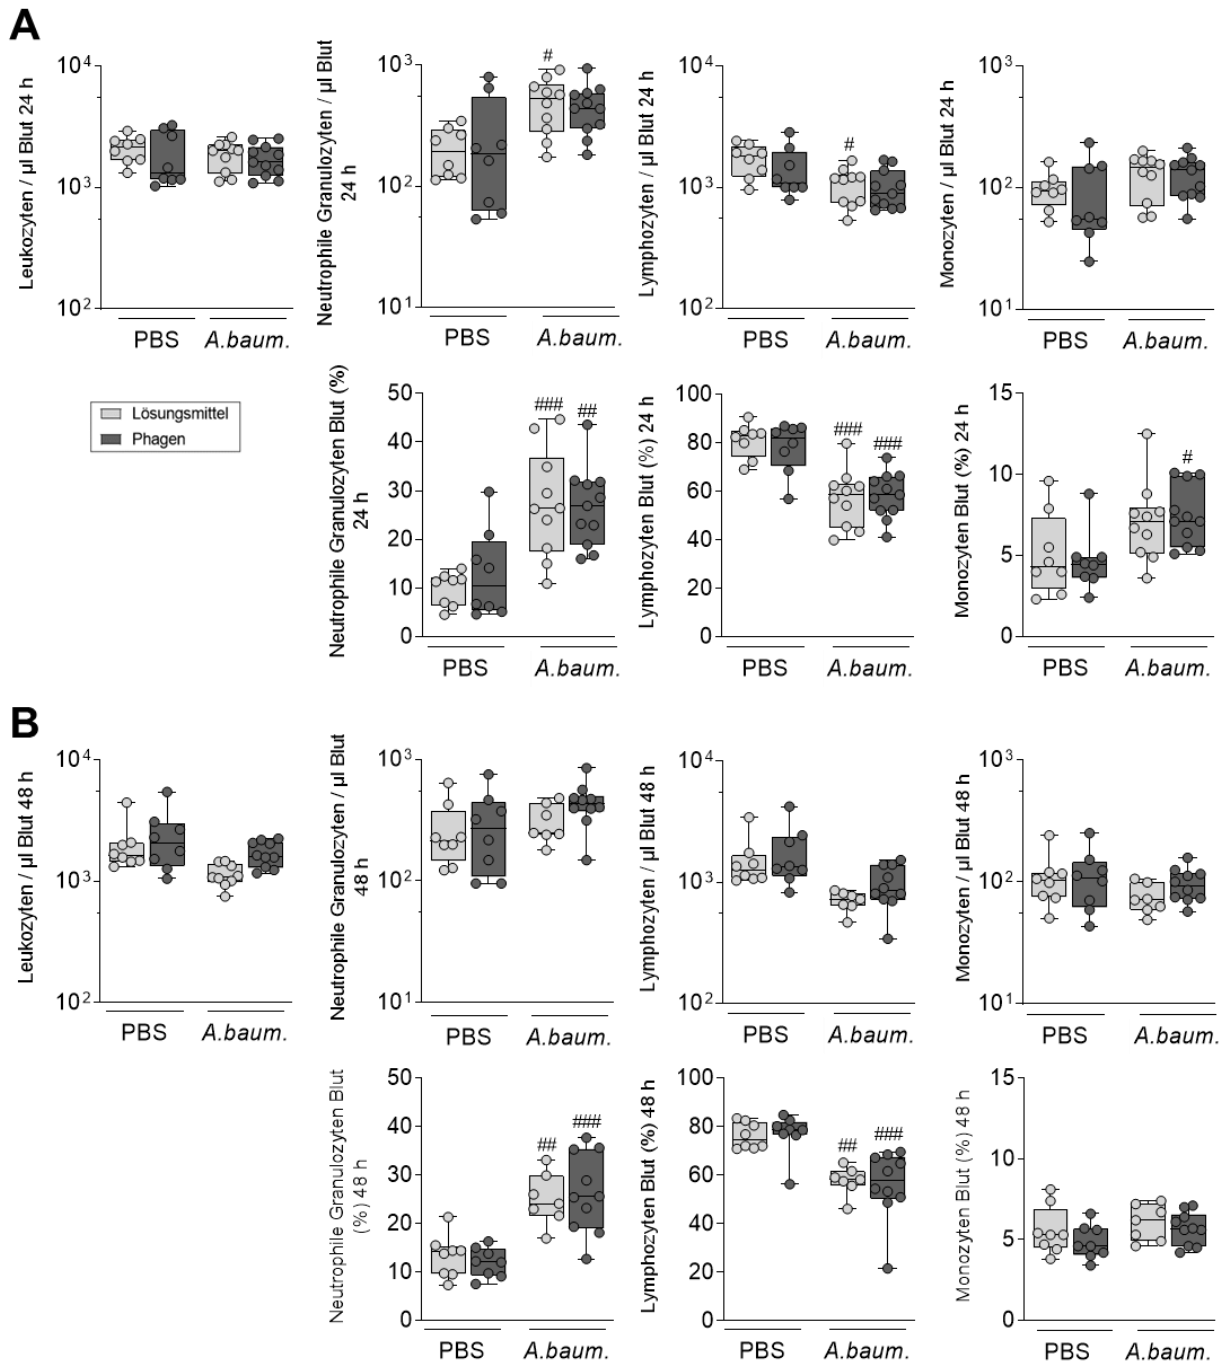 A
Leukozyten / µl Blut 24 h
10⁴
10³
10²
PBS
A.baum.
Neutrophile Granulozyten / µl Blut
24 h
10³
10²
10¹
#
PBS
A.baum.
Lymphozyten / µl Blut 24 h
10⁴
10³
10²
#
PBS
A.baum.
Monozyten / µl Blut 24 h
10³
10²
10¹
PBS
A.baum.
Lösungsmittel
Phagen
Neutrophile Granulozyten Blut (%)
24 h
50
40
30
20
10
0
###
##
PBS
A.baum.
Lymphozyten Blut (%) 24 h
100
80
60
40
20
0
###
###
PBS
A.baum.
Monozyten Blut (%) 24 h
15
10
5
0
#
PBS
A.baum.
B
Leukozyten / µl Blut 48 h
10⁴
10³
10²
PBS
A.baum.
Neutrophile Granulozyten / µl Blut
48 h
10³
10²
10¹
PBS
A.baum.
Lymphozyten / µl Blut 48 h
10⁴
10³
10²
PBS
A.baum.
Monozyten / µl Blut 48 h
10³
10²
10¹
PBS
A.baum.
Neutrophile Granulozyten Blut
(%) 48 h
50
40
30
20
10
0
##
###
PBS
A.baum.
Lymphozyten Blut (%) 48 h
100
80
60
40
20
0
##
###
PBS
A.baum.
Monozyten Blut (%) 48 h
15
10
5
0
PBS
A.baum.